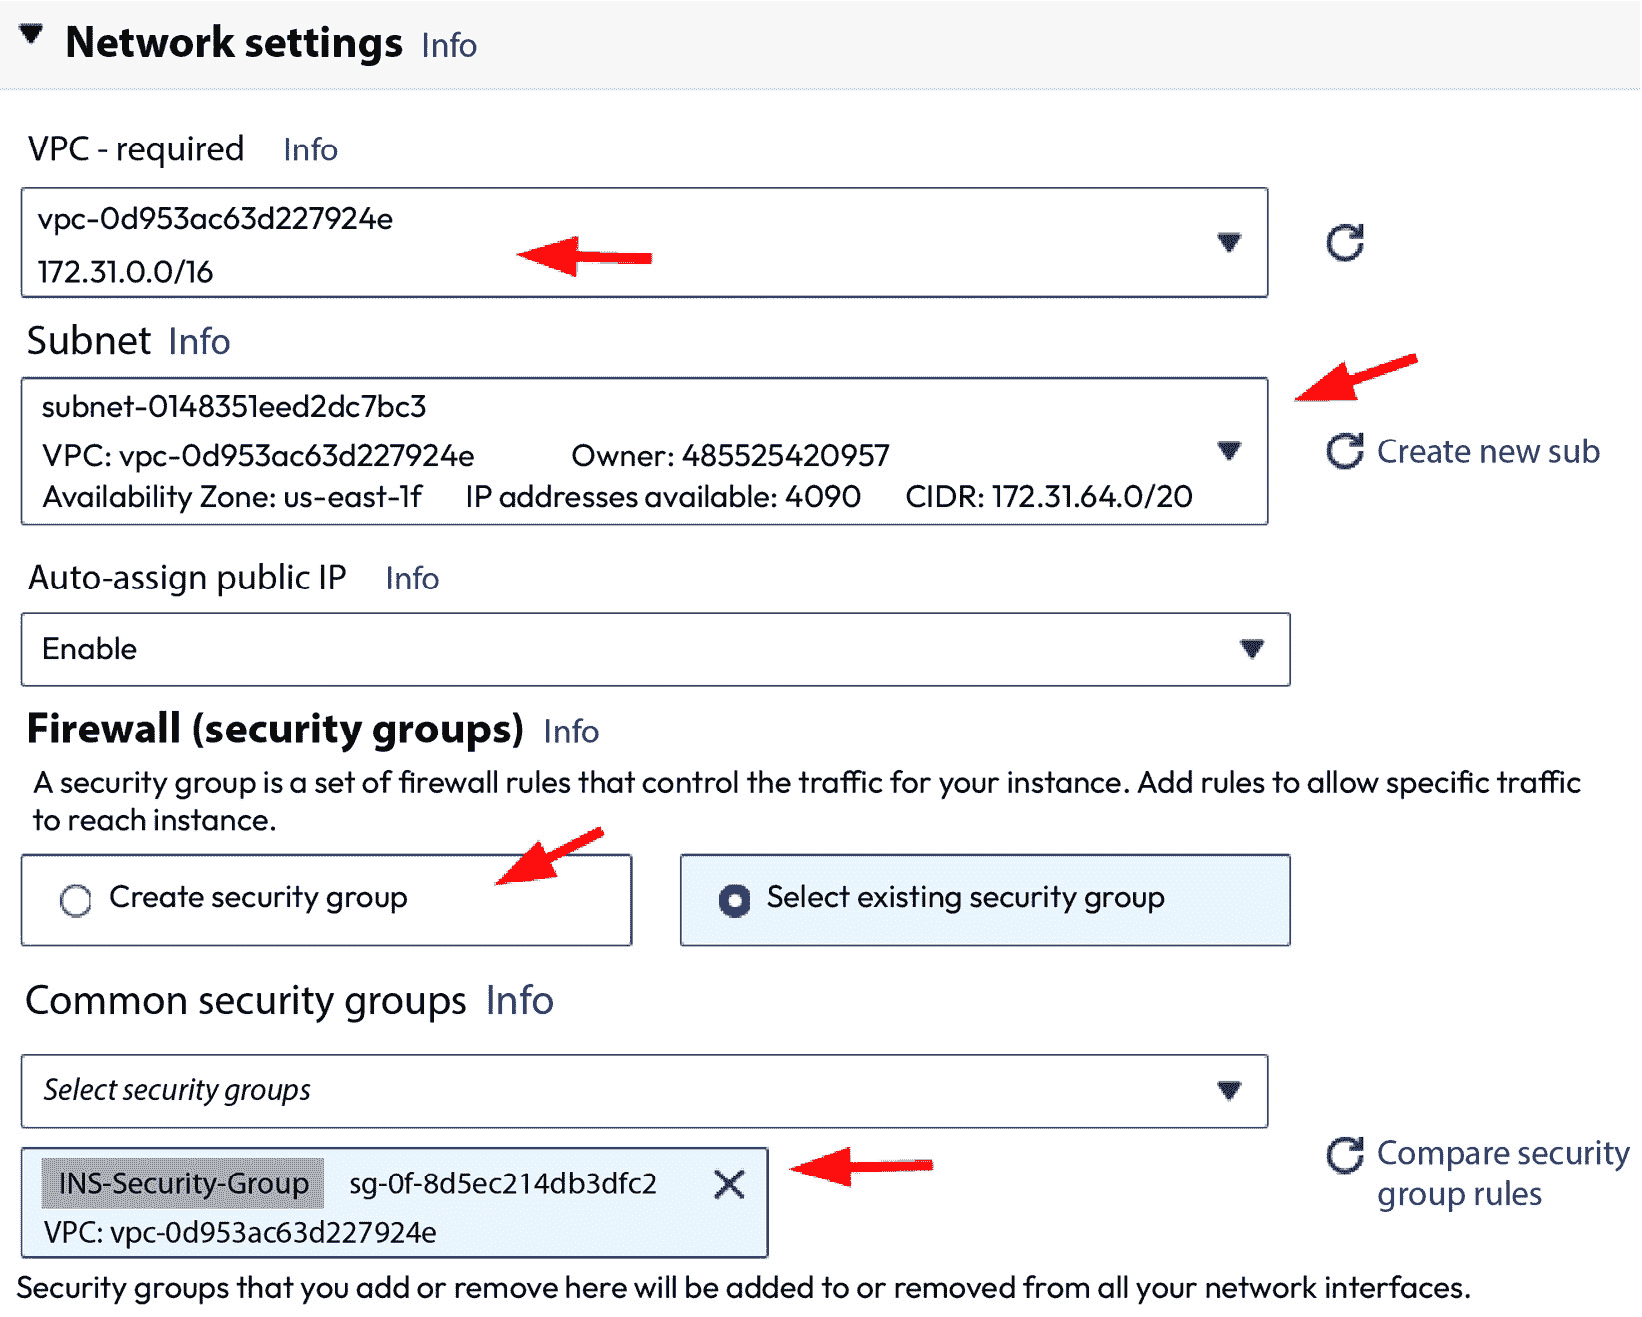 Network settings Info
VPC - required Info
vpc-0d953ac63d227924e
172.31.0.0/16
Subnet Info
subnet-0148351eed2dc7bc3
VPC: vpc-0d953ac63d227924e Owner: 485525420957
Availability Zone: us-east-1f IP addresses available: 4090 CIDR: 172.31.64.0/20
Create new sub
Auto-assign public IP Info
Enable
Firewall (security groups) Info
A security group is a set of firewall rules that control the traffic for your instance. Add rules to allow specific traffic
to reach instance.
Create security group
Select existing security group
Common security groups Info
Select security groups
INS-Security-Group sg-0f-8d5ec214db3dfc2
VPC: vpc-0d953ac63d227924e
Compare security
group rules
Security groups that you add or remove here will be added to or removed from all your network interfaces.